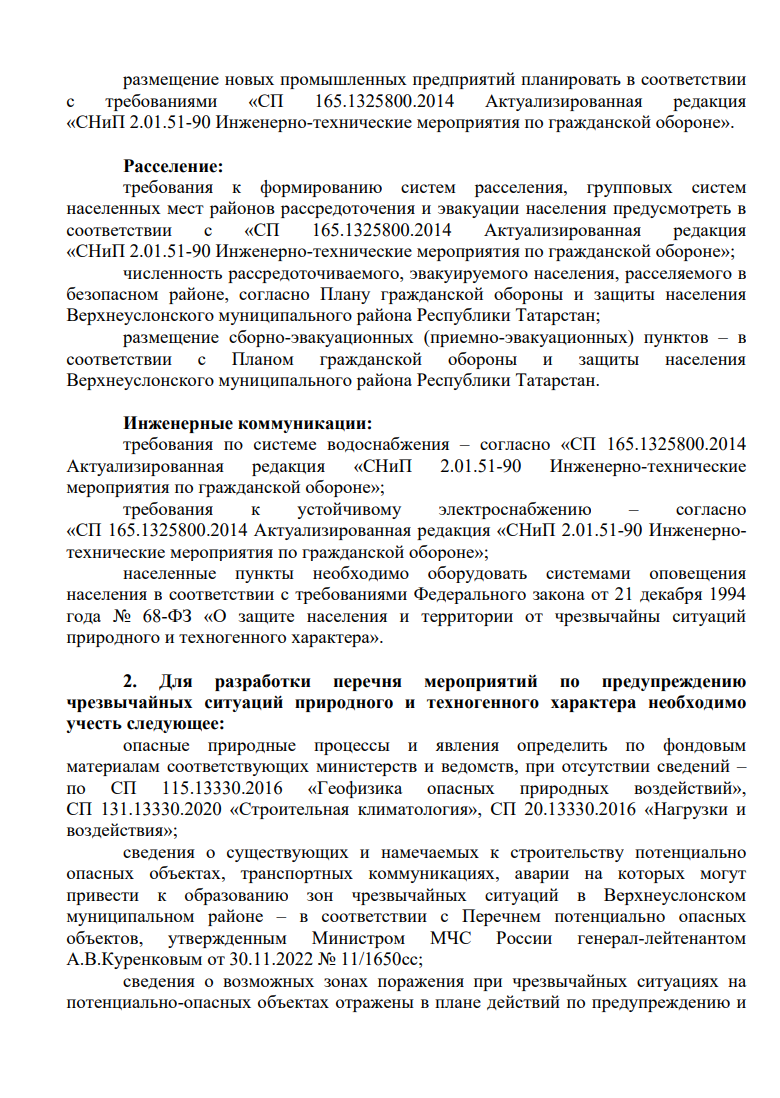 размещение новых промышленных предприятий планировать в соответствии
с требованиями «СП 165.1325800.2014 Актуализированная редакция
«СНиП 2.01.51-90 Инженерно-технические мероприятия по гражданской обороне».
Расселение:
требования к формированию систем расселения, групповых систем
населенных мест районов рассредоточения и эвакуации населения предусмотреть в
соответствии с «СП 165.1325800.2014 Актуализированная редакция
«СНиП 2.01.51-90 Инженерно-технические мероприятия по гражданской обороне»;
численность рассредоточиваемого, эвакуируемого населения, расселяемого в
безопасном районе, согласно Плану гражданской обороны и защиты населения
Верхнеуслонского муниципального района Республики Татарстан;
размещение сборно-эвакуационных (приемно-эвакуационных) пунктов – в
соответствии с Планом гражданской обороны и защиты населения
Верхнеуслонского муниципального района Республики Татарстан.
Инженерные коммуникации:
требования по системе водоснабжения – согласно «СП 165.1325800.2014
Актуализированная редакция «СНиП 2.01.51-90 Инженерно-технические
мероприятия по гражданской обороне»;
требования к устойчивому электроснабжению – согласно
«СП 165.1325800.2014 Актуализированная редакция «СНиП 2.01.51-90 Инженерно-
технические мероприятия по гражданской обороне»;
населенные пункты необходимо оборудовать системами оповещения
населения в соответствии с требованиями Федерального закона от 21 декабря 1994
года № 68-ФЗ «О защите населения и территории от чрезвычайны ситуаций
природного и техногенного характера».
2. Для разработки перечня мероприятий по предупреждению
чрезвычайных ситуаций природного и техногенного характера необходимо
учесть следующее:
опасные природные процессы и явления определить по фондовым
материалам соответствующих министерств и ведомств, при отсутствии сведений –
по СП 115.13330.2016 «Геофизика опасных природных воздействий»,
СП 131.13330.2020 «Строительная климатология», СП 20.13330.2016 «Нагрузки и
воздействия»;
сведения о существующих и намечаемых к строительству потенциально
опасных объектах, транспортных коммуникациях, аварии на которых могут
привести к образованию зон чрезвычайных ситуаций в Верхнеуслонском
муниципальном районе – в соответствии с Перечнем потенциально опасных
объектов, утвержденным Министром МЧС России генерал-лейтенантом
А.В.Куренковым от 30.11.2022 № 11/1650сс;
сведения о возможных зонах поражения при чрезвычайных ситуациях на
потенциально-опасных объектах отражены в плане действий по предупреждению и